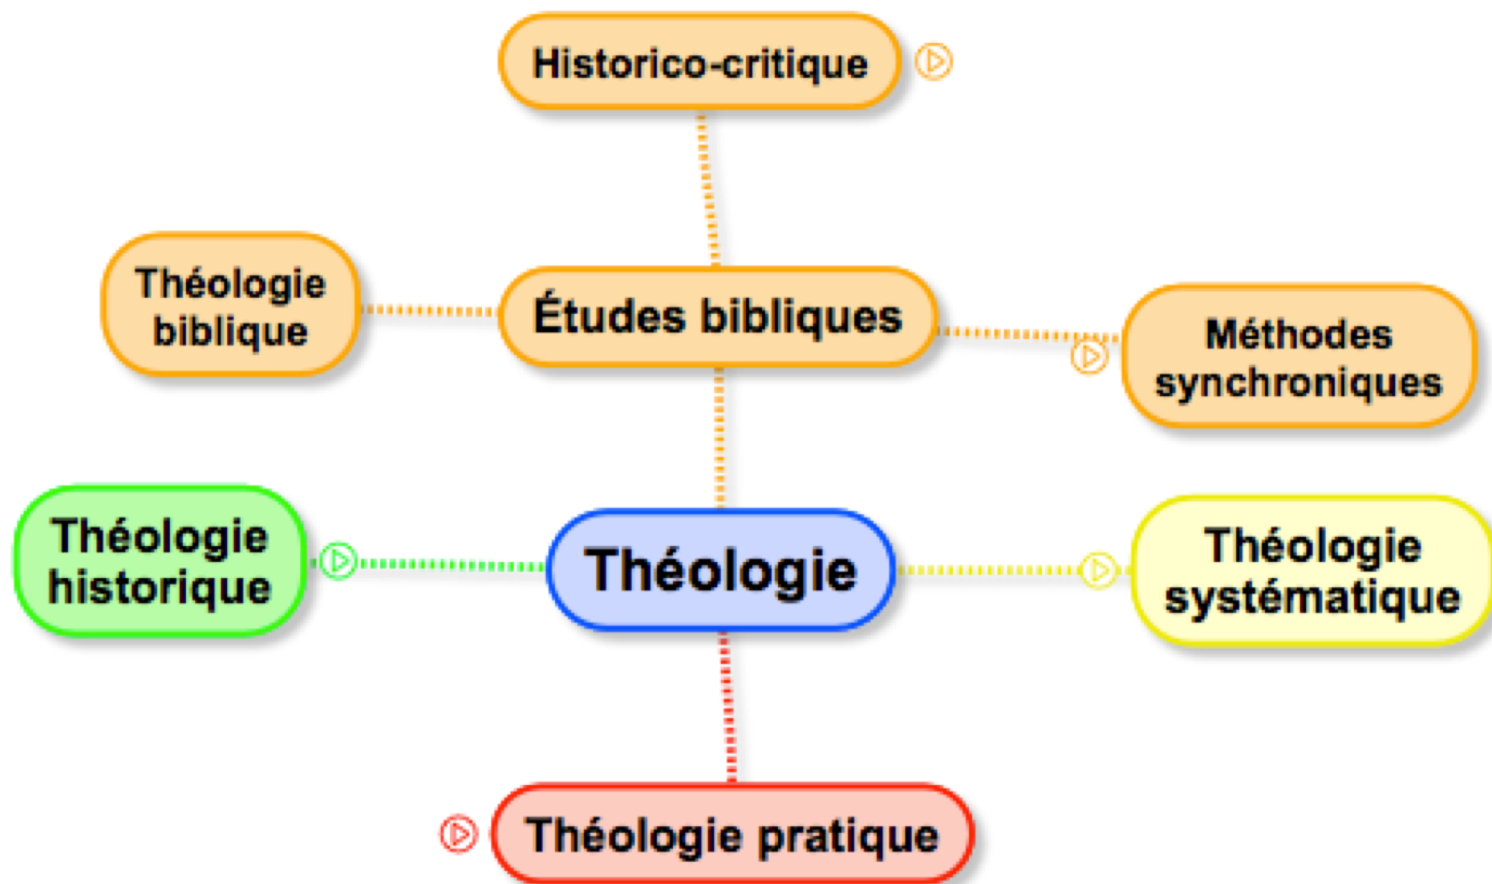 Historico-critique
Théologie
biblique
Études bibliques
Méthodes
synchroniques
Théologie
historique
Théologie
Théologie
systématique
Théologie pratique